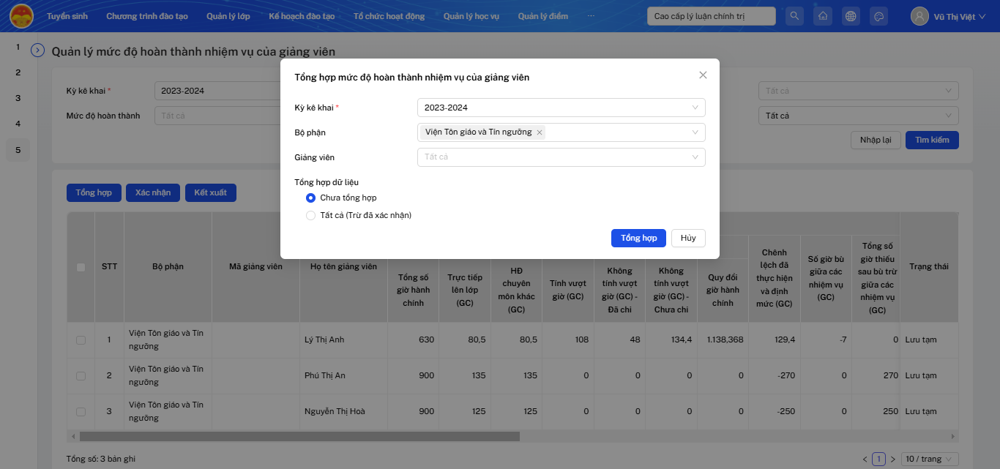 Tuyển sinh Chương trình đào tạo Quản lý lớp Kế hoạch đào tạo Tổ chức hoạt động Quản lý học vụ Quản lý điểm ... Cao cấp lý luận chính trị Vũ Thị Việt
1
Quản lý mức độ hoàn thành nhiệm vụ của giảng viên
2
3
4
5
Kỳ kê khai * 2023-2024 Tất cả
Mức độ hoàn thành Tất cả Tất cả
Nhập lại Tìm kiếm
Tổng hợp mức độ hoàn thành nhiệm vụ của giảng viên
Kỳ kê khai * 2023-2024
Bộ phận Viện Tôn giáo và Tín ngưỡng
Giảng viên Tất cả
Tổng hợp dữ liệu
Chưa tổng hợp
Tất cả (Trừ đã xác nhận)
Tổng hợp Hủy
Tổng hợp Xác nhận Kết xuất
STT
Bộ phận
Mã giảng viên
Họ tên giảng viên
Tổng số
giờ hành
chính
Trực tiếp
lên lớp
(GC)
HĐ
chuyên
môn khác
(GC)
Tính vượt
giờ (GC)
Không
tính vượt
giờ (GC) -
Đã chi
Không
tính vượt
giờ (GC) -
Chưa chi
Quy đổi
giờ hành
chính
Chênh
lệch đã
thực hiện
và định
mức (GC)
Số giờ bù
giữa các
nhiệm vụ
(GC)
Tổng số
giờ thiếu
sau bù trừ
giữa các
nhiệm vụ
(GC)
Trạng thái
1 Viện Tôn giáo và Tín
ngưỡng
Lý Thị Anh 630 80,5 80,5 108 48 134,4 1.138,368 129,4 -7 0 Lưu tạm
2 Viện Tôn giáo và Tín
ngưỡng
Phú Thị An 900 135 135 0 0 0 0 -270 0 270 Lưu tạm
3 Viện Tôn giáo và Tín
ngưỡng
Nguyễn Thị Hoà 900 125 125 0 0 0 0 -250 0 250 Lưu tạm
Tổng số: 3 bản ghi 1 10 / trang